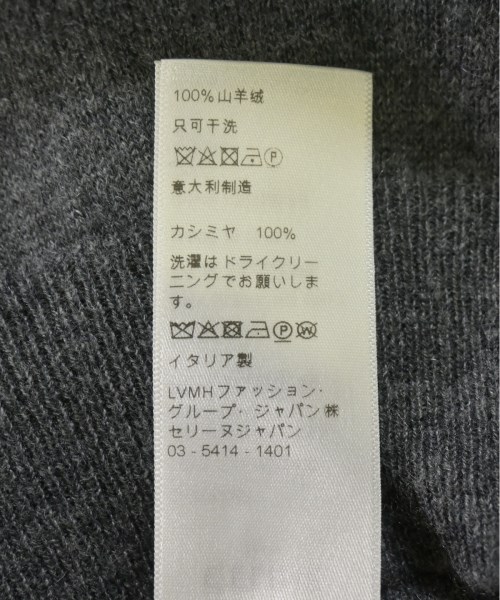 100%山羊绒
只可干洗
P
意大利制造
カシミヤ 100%
洗濯はドライクリー
ニングでお願いしま
す。
P W
イタリア製
LVMHファッション・
グループ・ジャパン㈱
セリーヌジャパン
03-5414-1401